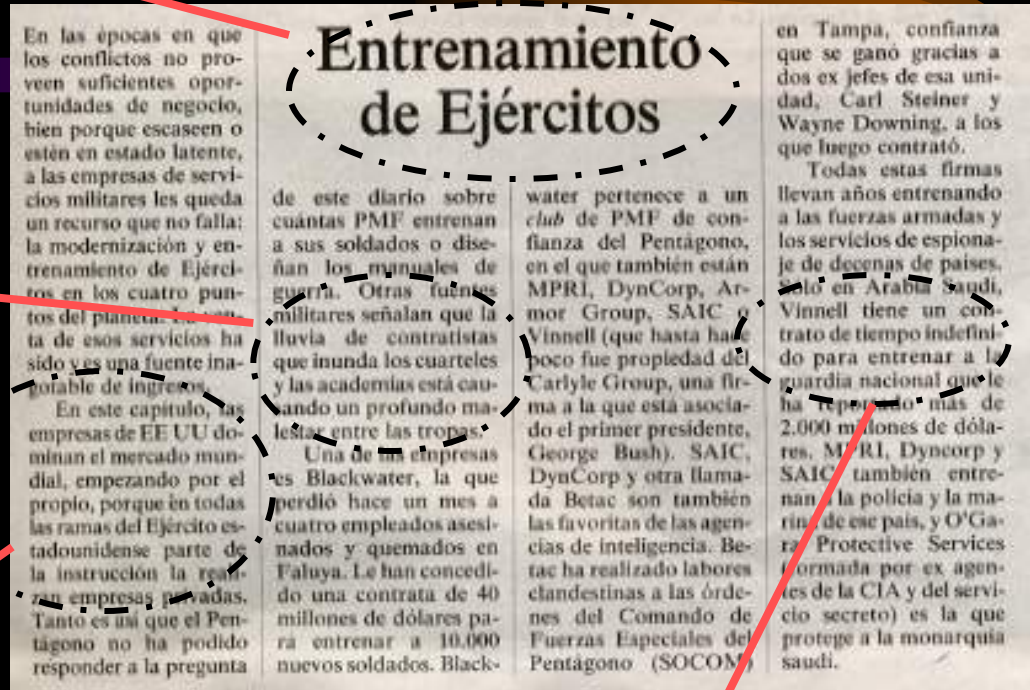 Entrenamiento
de Ejércitos
En las épocas en que
los conflictos no pro-
veen suficientes opor-
tunidades de negocio,
bien porque escaseen o
estén en estado latente,
a las empresas de servi-
cios militares les queda
un recurso que no falla:
la modernización y en-
trenamiento de Ejérci-
tos en los cuatro pun-
tos del planeta. La ven-
ta de esos servicios ha
sido y es una fuente ina-
gotable de ingresos.
En este capítulo, las
empresas de EE UU do-
minan el mercado mun-
dial, empezando por el
propio, porque en todas
las ramas del Ejército es-
tadounidense parte de
la instrucción la reali-
zan empresas privadas.
Tanto es así que el Pen-
tágono no ha podido
responder a la pregunta
de este diario sobre
cuántas PMF entrenan
a sus soldados o dise-
ñan los manuales de
guerra. Otras fuentes
militares señalan que la
lluvia de contratistas
que inunda los cuarteles
y las academias está cau-
sando un profundo ma-
lestar entre las tropas.
Una de las empresas
es Blackwater, la que
perdió hace un mes a
cuatro empleados asesi-
nados y quemados en
Faluya. Le han concedi-
do una contrata de 40
millones de dólares pa-
ra entrenar a 10.000
nuevos soldados. Black-
water pertenece a un
club de PMF de con-
fianza del Pentágono,
en el que también están
MPRI, DynCorp, Ar-
mor Group, SAIC o
Vinnell (que hasta hace
poco fue propiedad del
Carlyle Group, una fir-
ma a la que está asocia-
do el primer presidente,
George Bush). SAIC,
DynCorp y otra llama-
da Betac son también
las favoritas de las agen-
cias de inteligencia. Be-
tac ha realizado labores
clandestinas a las órde-
nes del Comando de
Fuerzas Especiales del
Pentágono (SOCOM)
en Tampa, confianza
que se ganó gracias a
dos ex jefes de esa uni-
dad, Carl Steiner y
Wayne Downing, a los
que luego contrató.
Todas estas firmas
llevan años entrenando
a las fuerzas armadas y
los servicios de espiona-
je de decenas de países.
Sólo en Arabia Saudí,
Vinnell tiene un con-
trato de tiempo indefini-
do para entrenar a la
guardia nacional que le
ha reportado más de
2.000 millones de dóla-
res. MPRI, Dyncorp y
SAIC también entre-
nan a la policía y la ma-
rina de ese país, y O'Ga-
ra Protective Services
(formada por ex agen-
tes de la CIA y del servi-
cio secreto) es la que
protege a la monarquía
saudí.